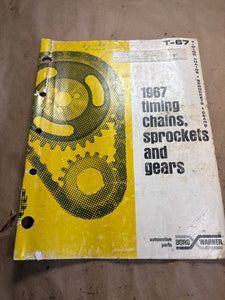 T-67
1967
timing
chains,
sprockets
and
gears
automotive
parts
BORG WARNER